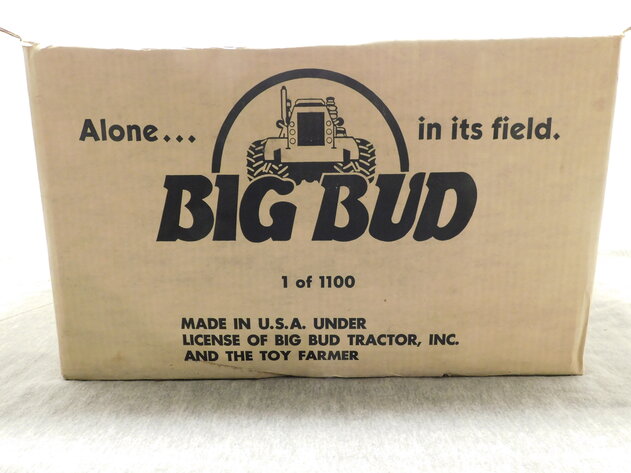 Alone... in its field.
BIG BUD
1 of 1100
MADE IN U.S.A. UNDER
LICENSE OF BIG BUD TRACTOR, INC.
AND THE TOY FARMER